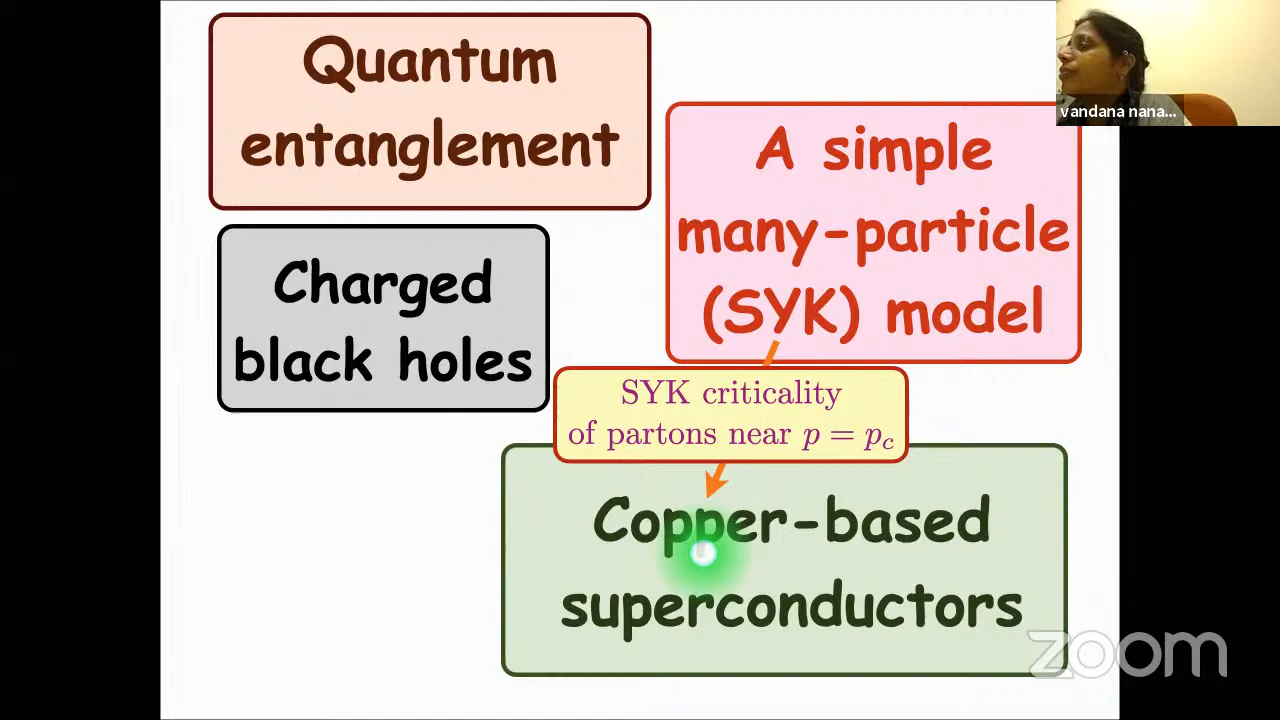 Quantum
entanglement
vandana nana...
A simple
many-particle
(SYK) model
Charged
black holes
SYK criticality
of partons near p = p_c
Copper-based
superconductors
zoom